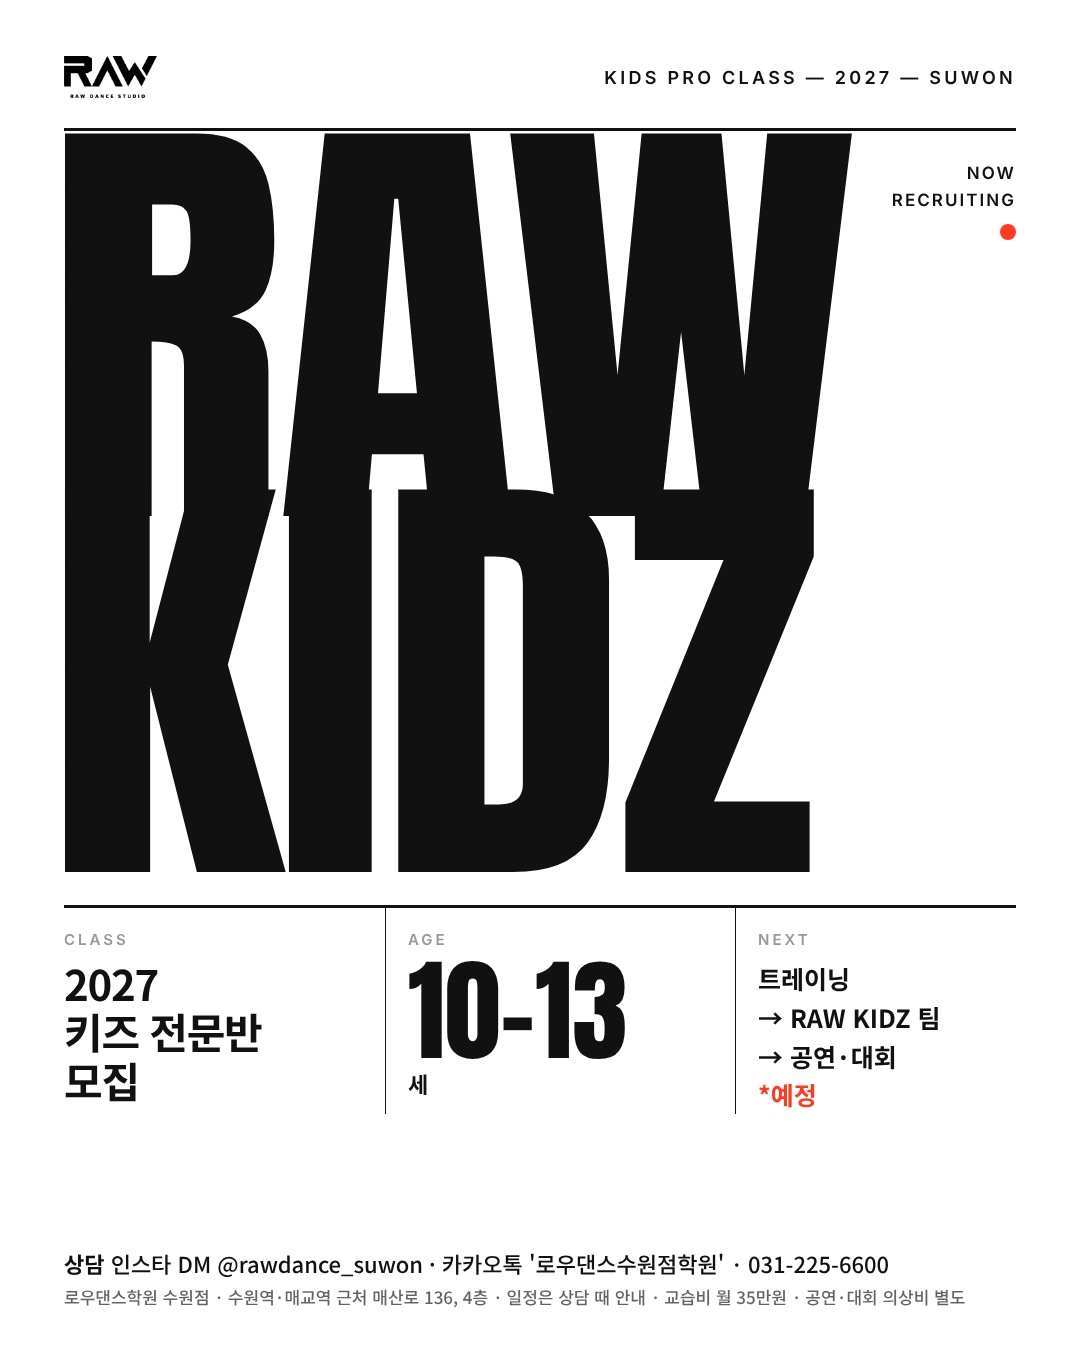 RAW
RAW DANCE STUDIO
KIDS PRO CLASS — 2027 — SUWON
NOW
RECRUITING
RAW
KIDZ
CLASS
2027
키즈 전문반
모집
AGE
10-13
세
NEXT
트레이닝
→ RAW KIDZ 팀
→ 공연·대회
*예정
상담 인스타 DM @rawdance_suwon · 카카오톡 '로우댄스수원점학원' · 031-225-6600
로우댄스학원 수원점 · 수원역·매교역 근처 매산로 136, 4층 · 일정은 상담 때 안내 · 교습비 월 35만원 · 공연·대회 의상비 별도